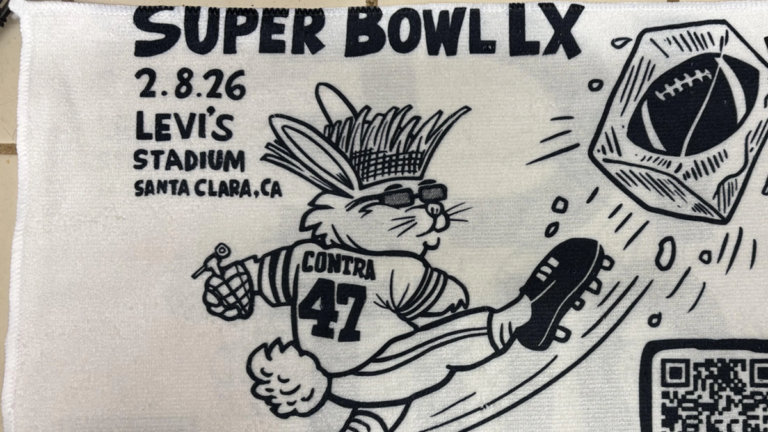 SUPER BOWL LX
2.8.26
LEVI'S
STADIUM
SANTA CLARA, CA
CONTRA
47